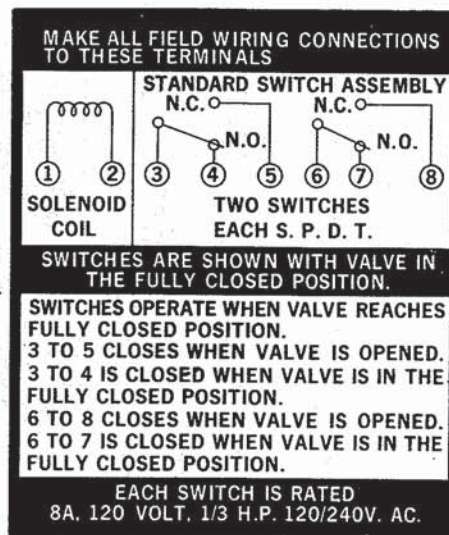 MAKE ALL FIELD WIRING CONNECTIONS
TO THESE TERMINALS
STANDARD SWITCH ASSEMBLY
N.C. N.C.
N.O. N.O.
1 2 3 4 5 6 7 8
SOLENOID
COIL
TWO SWITCHES
EACH S. P. D. T.
SWITCHES ARE SHOWN WITH VALVE IN
THE FULLY CLOSED POSITION.
SWITCHES OPERATE WHEN VALVE REACHES
FULLY CLOSED POSITION.
3 TO 5 CLOSES WHEN VALVE IS OPENED.
3 TO 4 IS CLOSED WHEN VALVE IS IN THE
FULLY CLOSED POSITION.
6 TO 8 CLOSES WHEN VALVE IS OPENED.
6 TO 7 IS CLOSED WHEN VALVE IS IN THE
FULLY CLOSED POSITION.
EACH SWITCH IS RATED
8A, 120 VOLT, 1/3 H.P. 120/240V. AC.